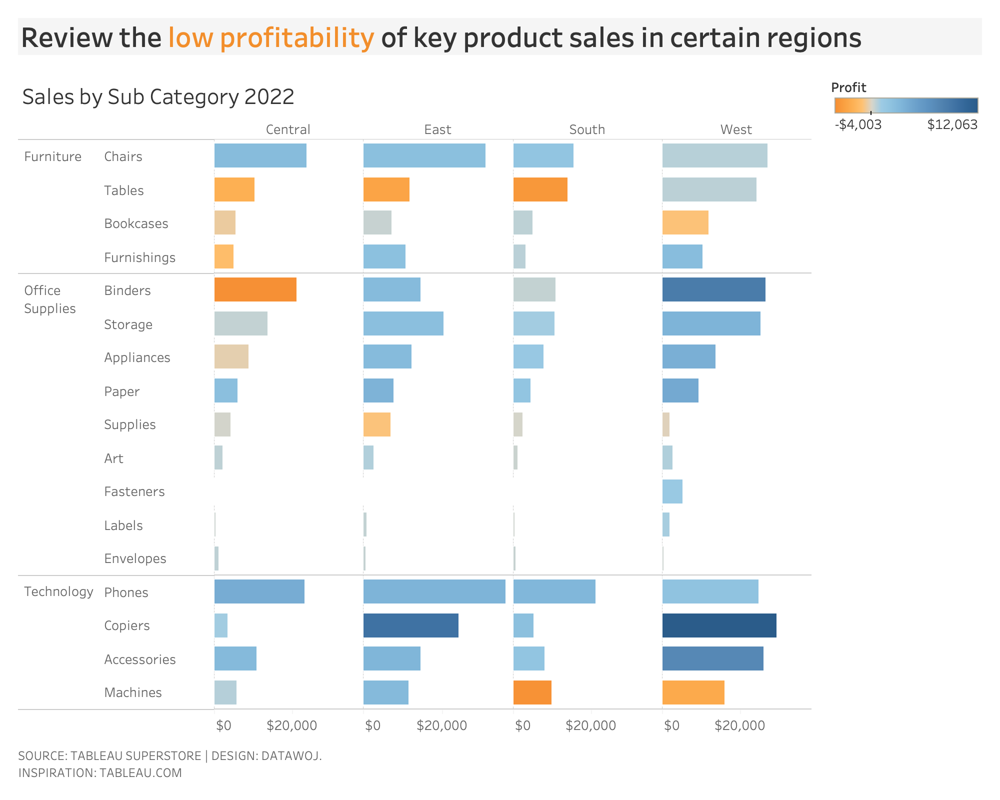 Review the low profitability of key product sales in certain regions
Sales by Sub Category 2022
Profit
-$4,003 $12,063
Central East South West
Furniture Chairs
Tables
Bookcases
Furnishings
Office Binders
Supplies
Storage
Appliances
Paper
Supplies
Art
Fasteners
Labels
Envelopes
Technology Phones
Copiers
Accessories
Machines
$0 $20,000 $0 $20,000 $0 $20,000 $0 $20,000
SOURCE: TABLEAU SUPERSTORE | DESIGN: DATAWOJ.
INSPIRATION: TABLEAU.COM